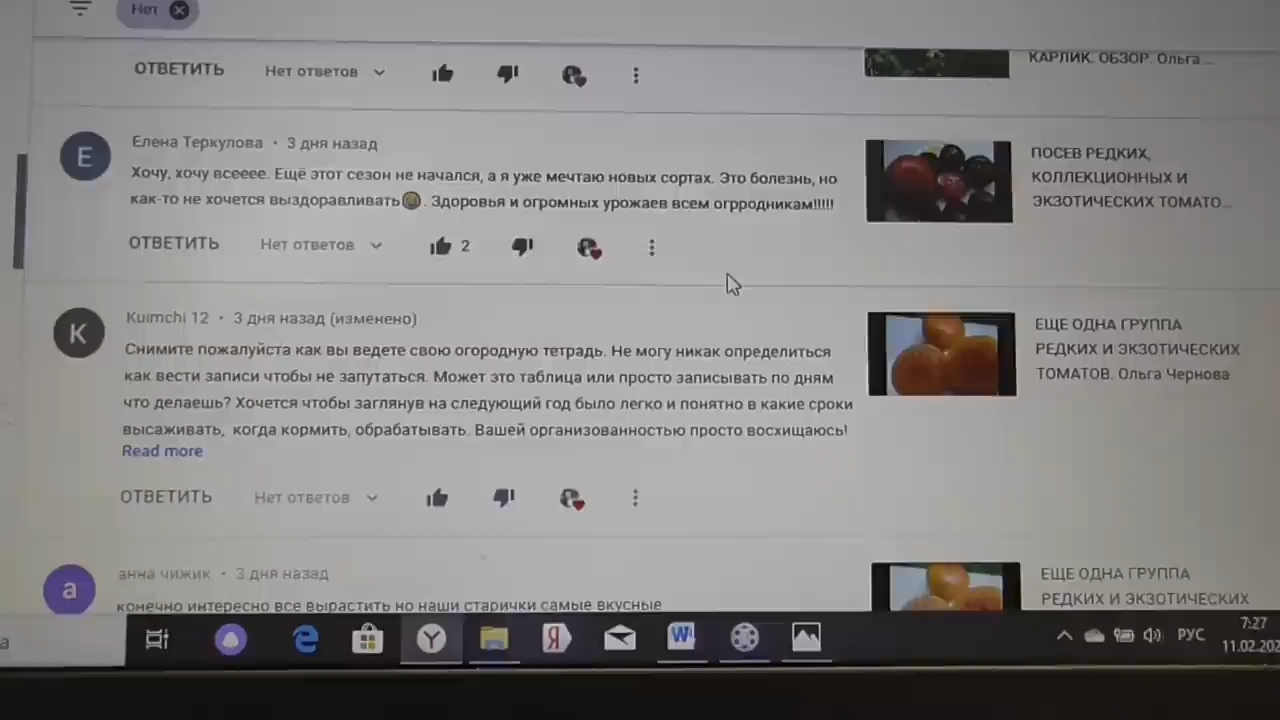 Нет
ОТВЕТИТЬ Нет ответов
КАРЛИК. ОБЗОР. Ольга...
Е
Елена Теркулова • 3 дня назад
Хочу, хочу всееее. Ещё этот сезон не начался, а я уже мечтаю новых сортах. Это болезнь, но
как-то не хочется выздоравливать. Здоровья и огромных урожаев всем огрродникам!!!!!
ОТВЕТИТЬ Нет ответов 2
ПОСЕВ РЕДКИХ,
КОЛЛЕКЦИОННЫХ И
ЭКЗОТИЧЕСКИХ ТОМАТО...
K
Kuimchi 12 • 3 дня назад (изменено)
Снимите пожалуйста как вы ведете свою огородную тетрадь. Не могу никак определиться
как вести записи чтобы не запутаться. Может это таблица или просто записывать по дням
что делаешь? Хочется чтобы заглянув на следующий год было легко и понятно в какие сроки
высаживать, когда кормить, обрабатывать. Вашей организованностью просто восхищаюсь!
Read more
ОТВЕТИТЬ Нет ответов
ЕЩЕ ОДНА ГРУППА
РЕДКИХ И ЭКЗОТИЧЕСКИХ
ТОМАТОВ. Ольга Чернова.
а
анна чижик • 3 дня назад
конечно интересно все вырастить но наши старички самые вкусные
ЕЩЕ ОДНА ГРУППА
РЕДКИХ И ЭКЗОТИЧЕСКИХ
а
Y
Я
W
РУС
7:27
11.02.202